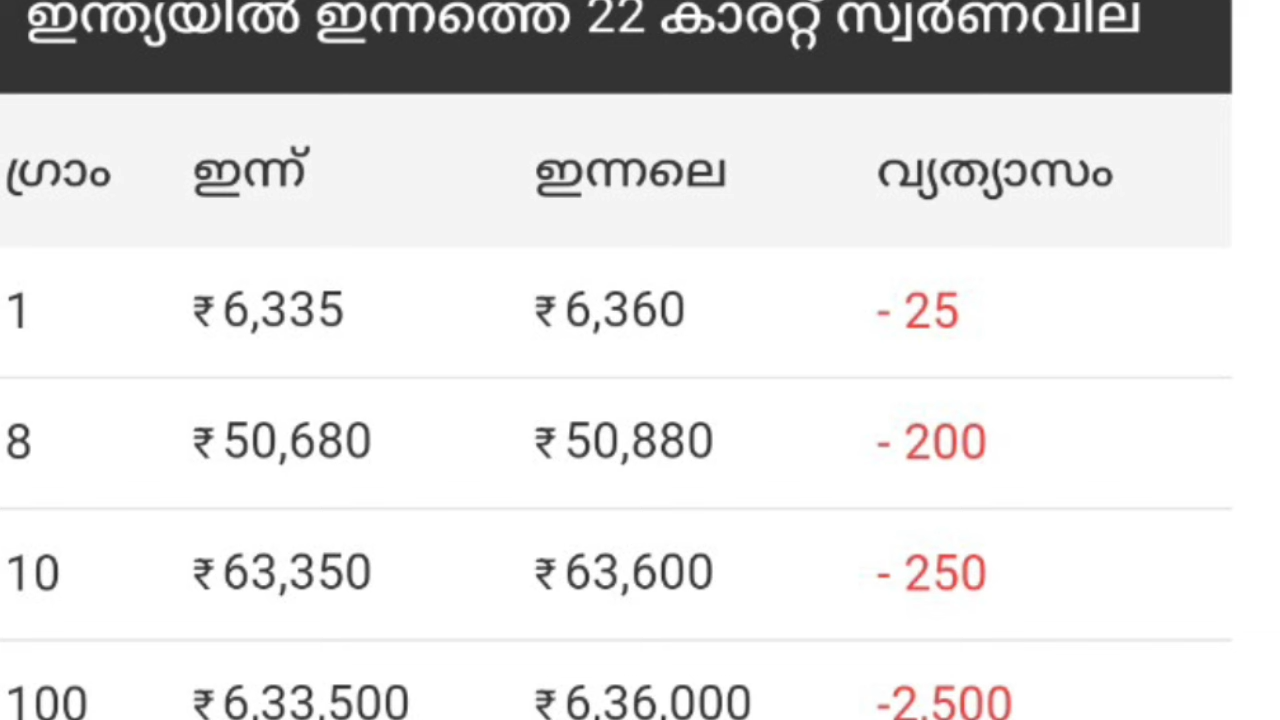 ഇന്ത്യയിൽ ഇന്നത്തെ 22 കാരറ്റ് സ്വർണവില
ഗ്രാം ഇന്ന് ഇന്നലെ വ്യത്യാസം
1 ₹ 6,335 ₹ 6,360 - 25
8 ₹ 50,680 ₹ 50,880 - 200
10 ₹ 63,350 ₹ 63,600 - 250
100 ₹ 6,33,500 ₹ 6,36,000 -2,500